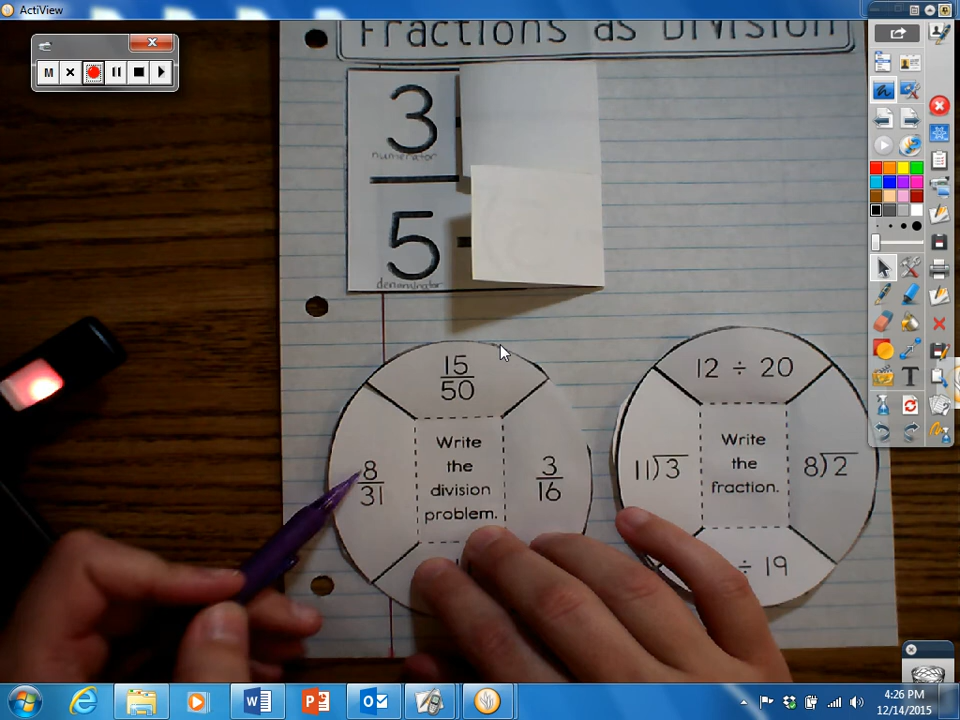 ActiView
M
Fractions as Division
3
numerator
5
denominator
15
50
8
31
Write
the
division
problem.
3
16
12 ÷ 20
11)3
Write
the
fraction.
8)2
÷ 19
T
4:26 PM
12/14/2015